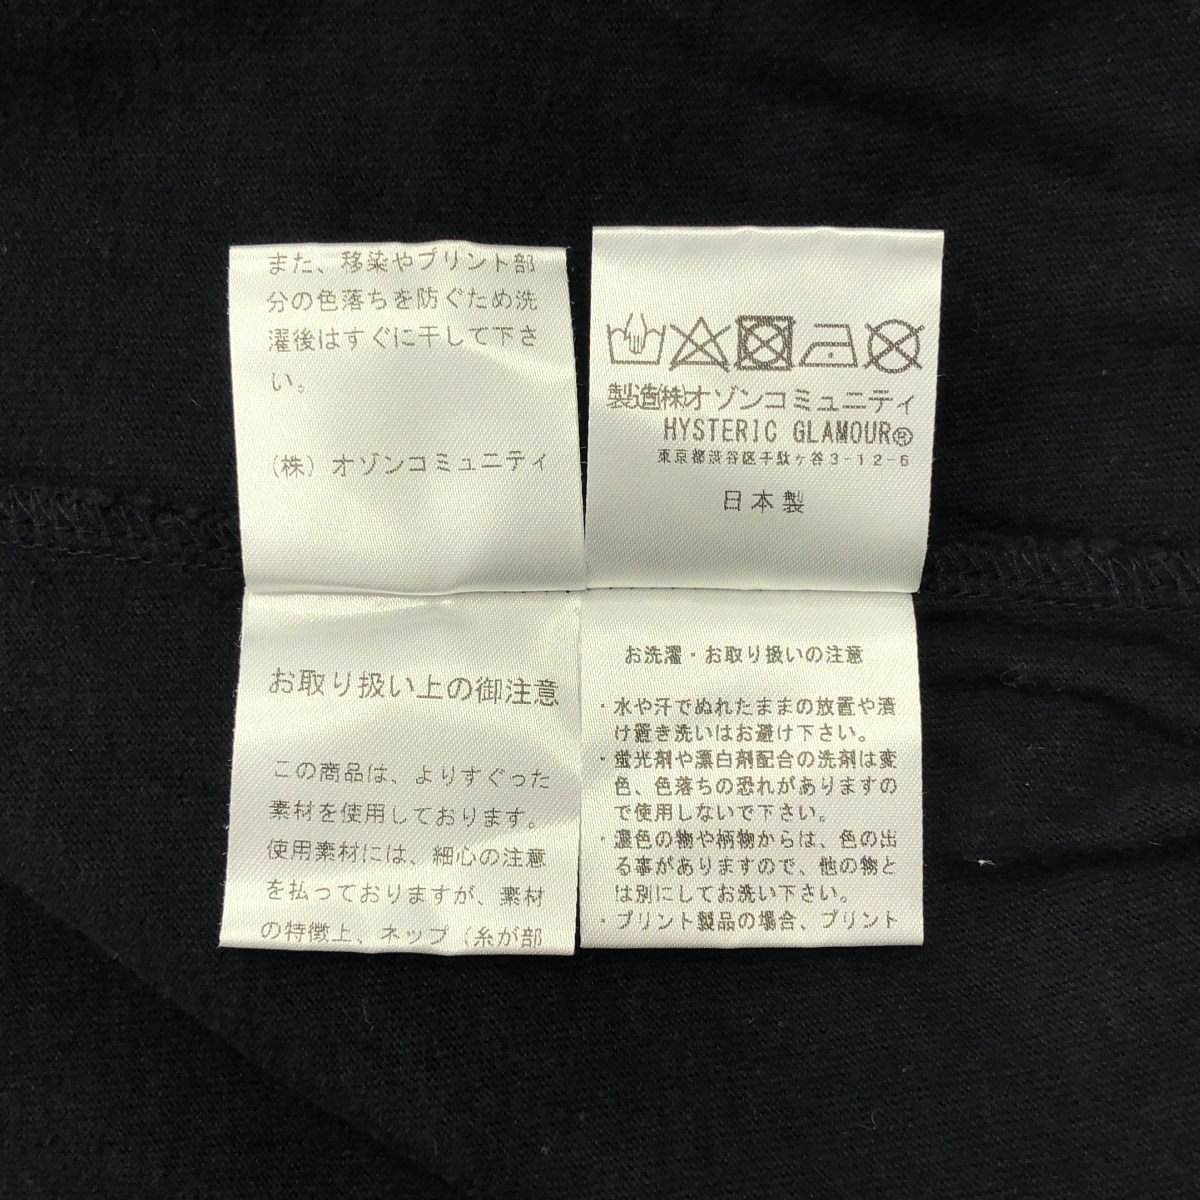 また、移染やプリント部
分の色落ちを防ぐため洗
濯後はすぐに干して下さ
い。
(株) オゾンコミュニティ
製造(株)オゾンコミュニティ
HYSTERIC GLAMOUR®
東京都渋谷区千駄ヶ谷3-12-6
日本製
お取り扱い上の御注意
この商品は、よりすぐった
素材を使用しております。
使用素材には、細心の注意
を払っておりますが、素材
の特徴上、ネップ（糸が部
お洗濯・お取り扱いの注意
・水や汗でぬれたままの放置や漬
け置き洗いはお避け下さい。
・蛍光剤や漂白剤配合の洗剤は変
色、色落ちの恐れがありますの
で使用しないで下さい。
・濃色の物や柄物からは、色の出
る事がありますので、他の物と
は別にしてお洗い下さい。
・プリント製品の場合、プリント